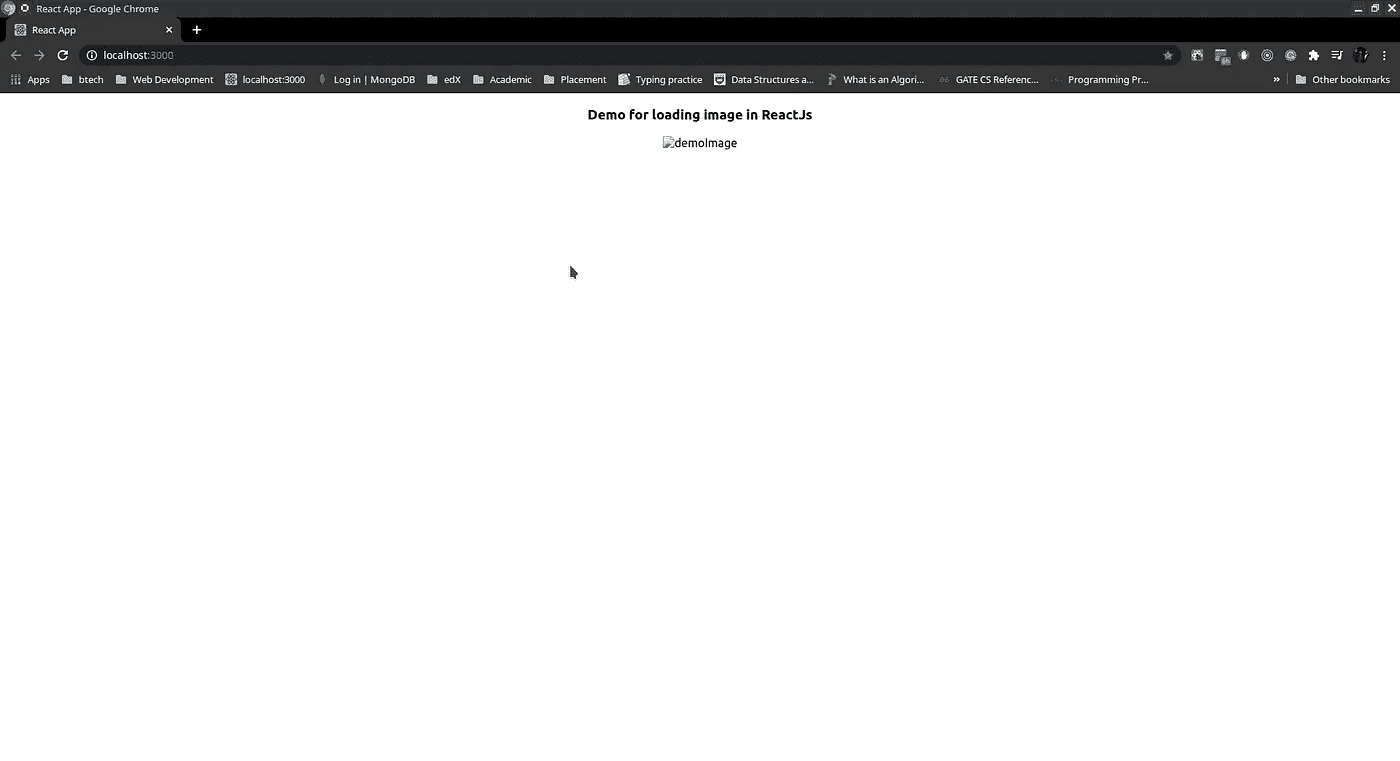 React App - Google Chrome
React App
localhost:3000
Apps btech Web Development localhost:3000 Log in | MongoDB edX Academic Placement Typing practice Data Structures a... What is an Algori... GATE CS Referenc... Programming Pr... » Other bookmarks
Demo for loading image in ReactJs
demoImage